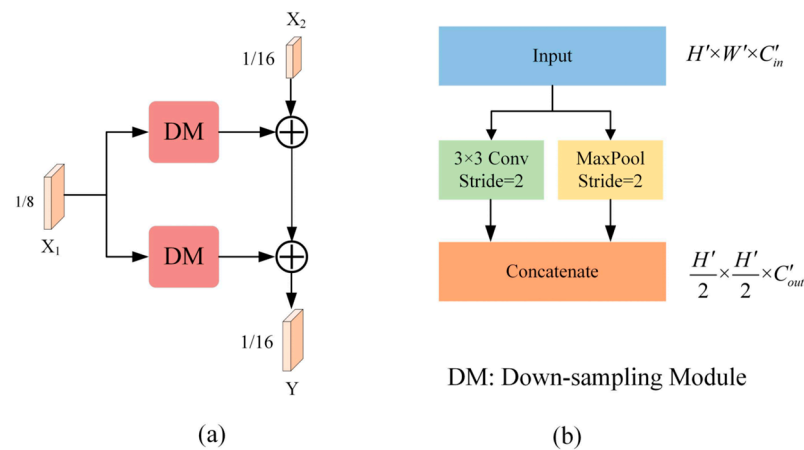 X₂
1/16
DM
1/8
X₁
DM
1/16
Y
(a)
Input
H′×W′×C′in
3×3 Conv
Stride=2
MaxPool
Stride=2
Concatenate
H′/2 × H′/2 × C′out
DM: Down-sampling Module
(b)